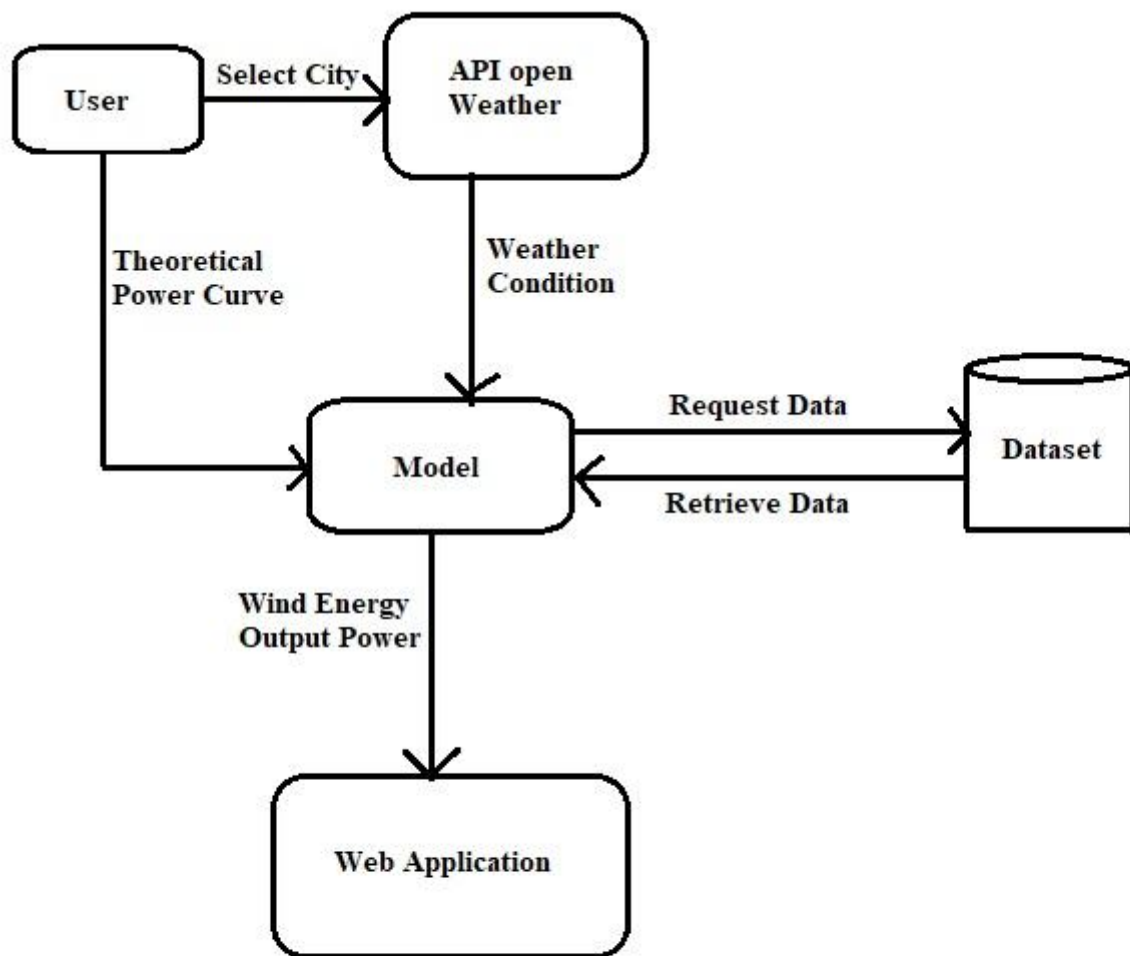 User
Select City
API open
Weather
Theoretical
Power Curve
Weather
Condition
Request Data
Model
Dataset
Retrieve Data
Wind Energy
Output Power
Web Application